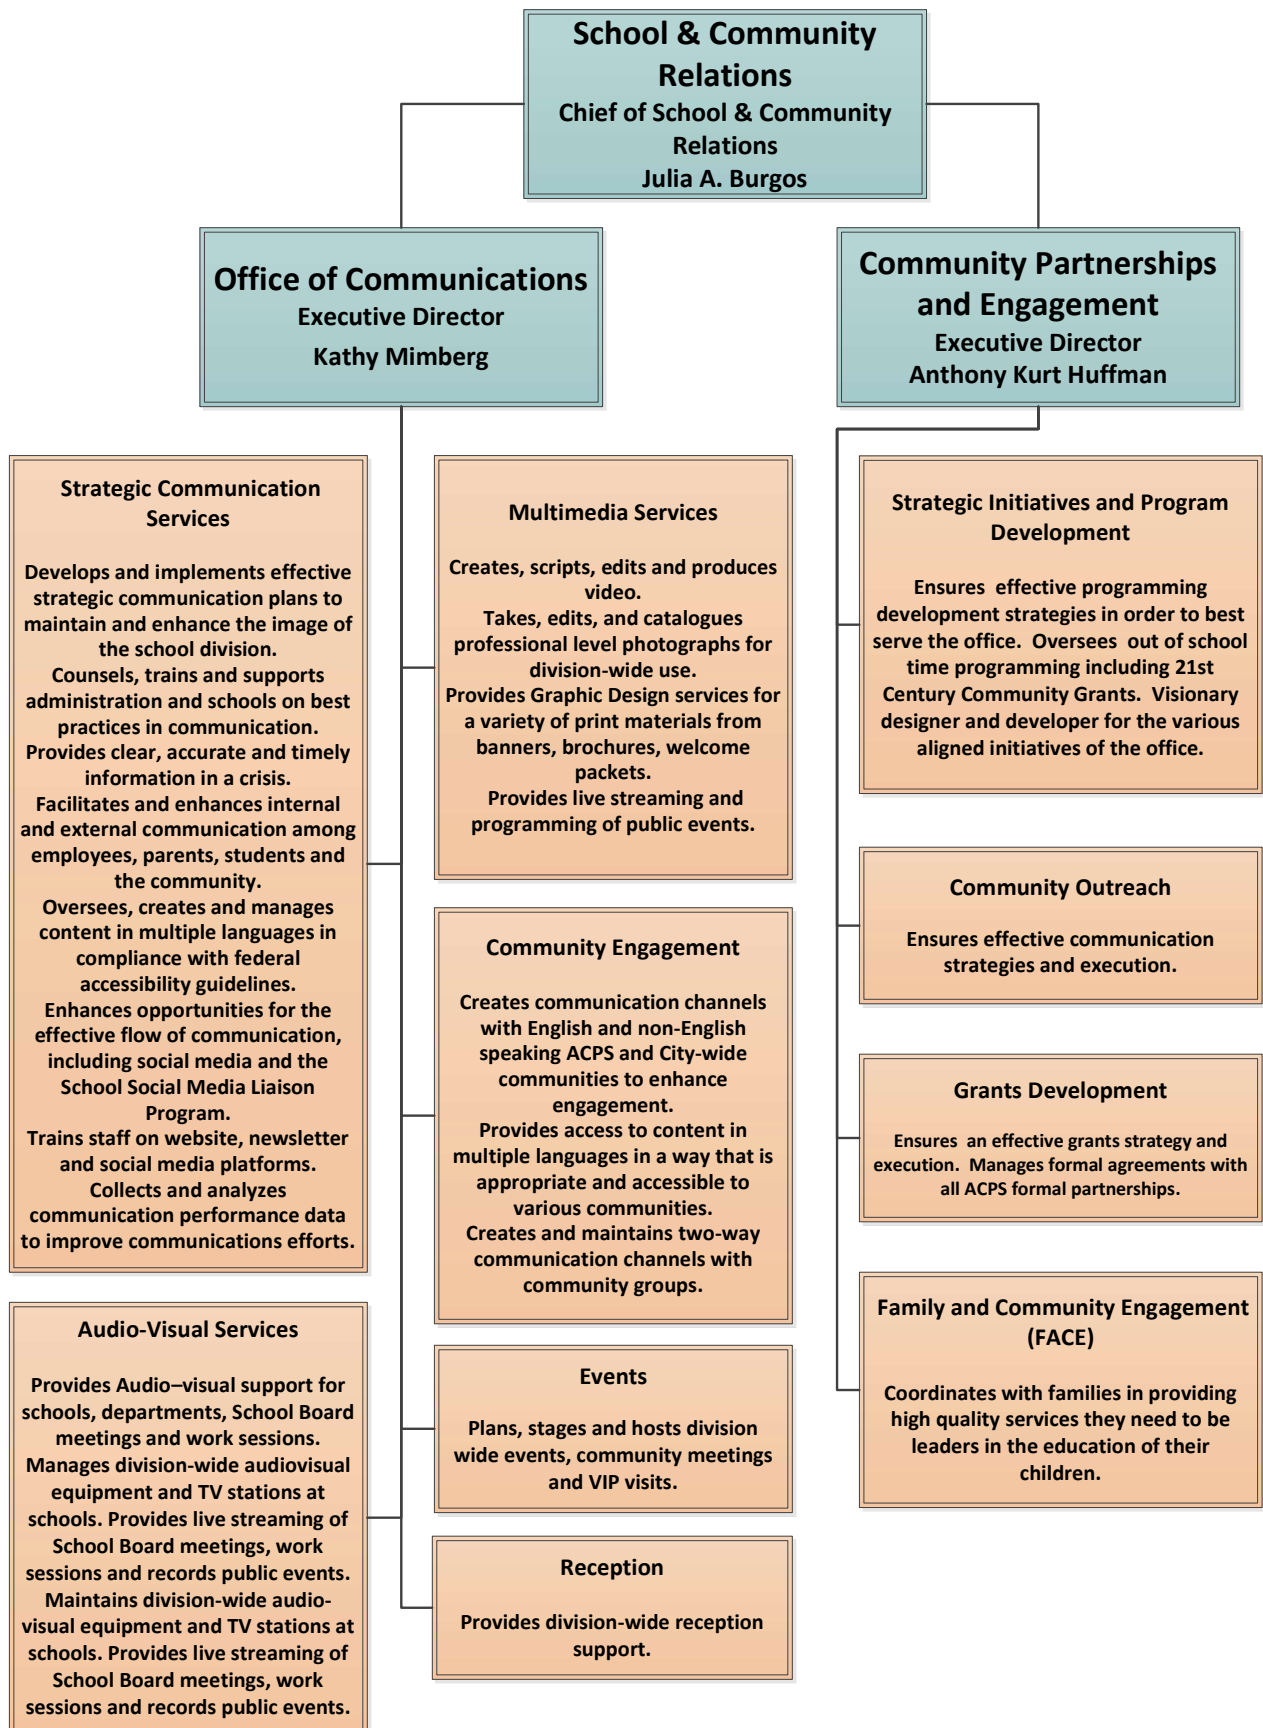 School & Community
Relations
Chief of School & Community
Relations
Julia A. Burgos
Office of Communications
Executive Director
Kathy Mimberg
Community Partnerships
and Engagement
Executive Director
Anthony Kurt Huffman
Strategic Communication
Services
Develops and implements effective
strategic communication plans to
maintain and enhance the image of
the school division.
Counsels, trains and supports
administration and schools on best
practices in communication.
Provides clear, accurate and timely
information in a crisis.
Facilitates and enhances internal
and external communication among
employees, parents, students and
the community.
Oversees, creates and manages
content in multiple languages in
compliance with federal
accessibility guidelines.
Enhances opportunities for the
effective flow of communication,
including social media and the
School Social Media Liaison
Program.
Trains staff on website, newsletter
and social media platforms.
Collects and analyzes
communication performance data
to improve communications efforts.
Audio-Visual Services
Provides Audio–visual support for
schools, departments, School Board
meetings and work sessions.
Manages division-wide audiovisual
equipment and TV stations at
schools. Provides live streaming of
School Board meetings, work
sessions and records public events.
Maintains division-wide audio-
visual equipment and TV stations at
schools. Provides live streaming of
School Board meetings, work
sessions and records public events.
Multimedia Services
Creates, scripts, edits and produces
video.
Takes, edits, and catalogues
professional level photographs for
division-wide use.
Provides Graphic Design services for
a variety of print materials from
banners, brochures, welcome
packets.
Provides live streaming and
programming of public events.
Community Engagement
Creates communication channels
with English and non-English
speaking ACPS and City-wide
communities to enhance
engagement.
Provides access to content in
multiple languages in a way that is
appropriate and accessible to
various communities.
Creates and maintains two-way
communication channels with
community groups.
Events
Plans, stages and hosts division
wide events, community meetings
and VIP visits.
Reception
Provides division-wide reception
support.
Strategic Initiatives and Program
Development
Ensures effective programming
development strategies in order to best
serve the office. Oversees out of school
time programming including 21st
Century Community Grants. Visionary
designer and developer for the various
aligned initiatives of the office.
Community Outreach
Ensures effective communication
strategies and execution.
Grants Development
Ensures an effective grants strategy and
execution. Manages formal agreements with
all ACPS formal partnerships.
Family and Community Engagement
(FACE)
Coordinates with families in providing
high quality services they need to be
leaders in the education of their
children.